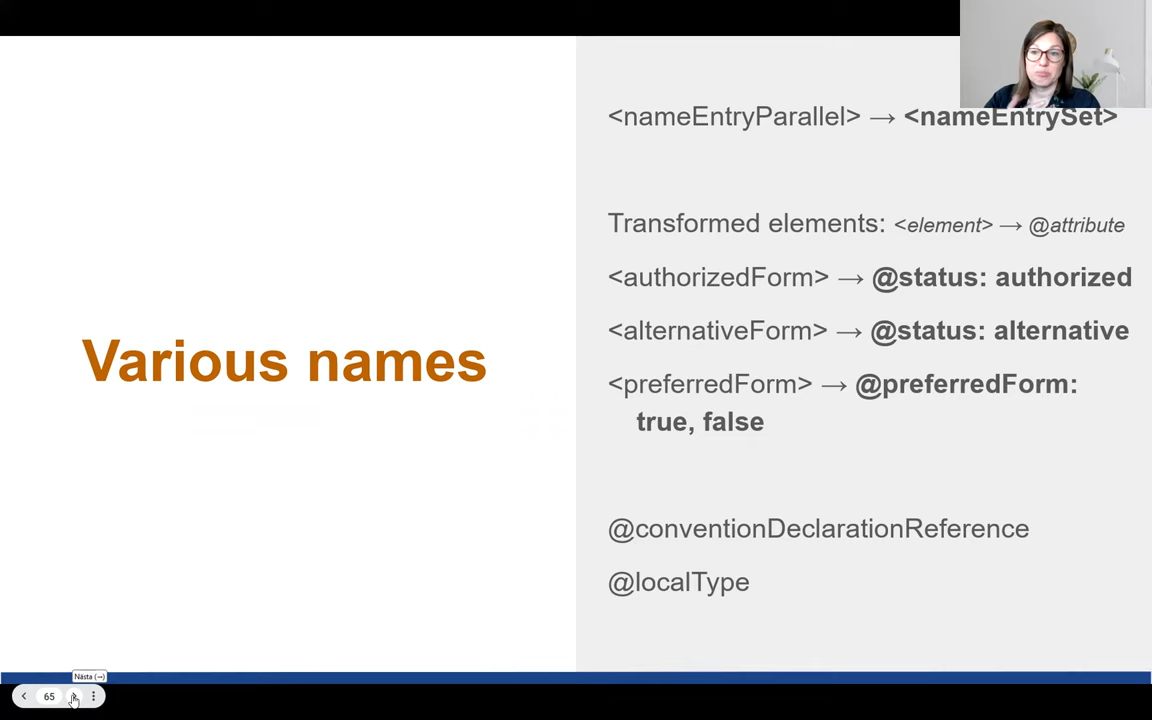 <nameEntryParallel> → <nameEntrySet>
Transformed elements: <element> → @attribute
<authorizedForm> → @status: authorized
<alternativeForm> → @status: alternative
Various names
<preferredForm> → @preferredForm:
true, false
@conventionDeclarationReference
@localType
Nästa (→)
65